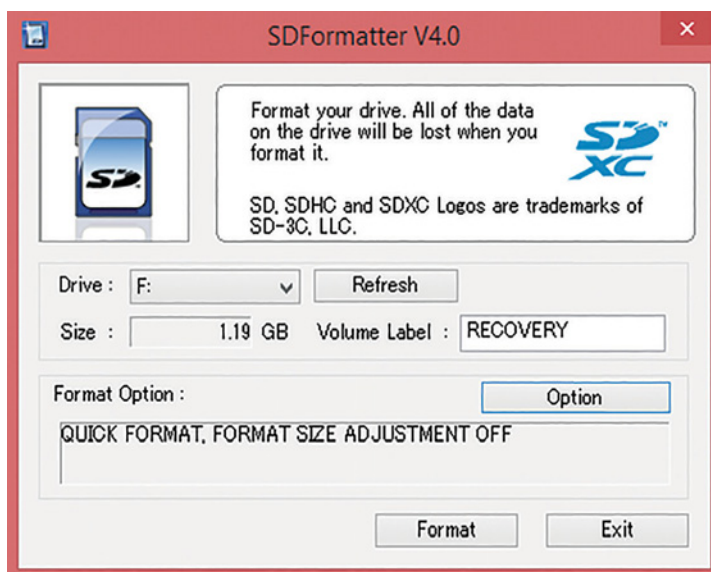 SDFormatter V4.0
×
SD
Format your drive. All of the data
on the drive will be lost when you
format it.
SD, SDHC and SDXC Logos are trademarks of
SD-3C, LLC.
SD™
XC
Drive : F: Refresh
Size : 1.19 GB Volume Label : RECOVERY
Format Option : Option
QUICK FORMAT, FORMAT SIZE ADJUSTMENT OFF
Format Exit